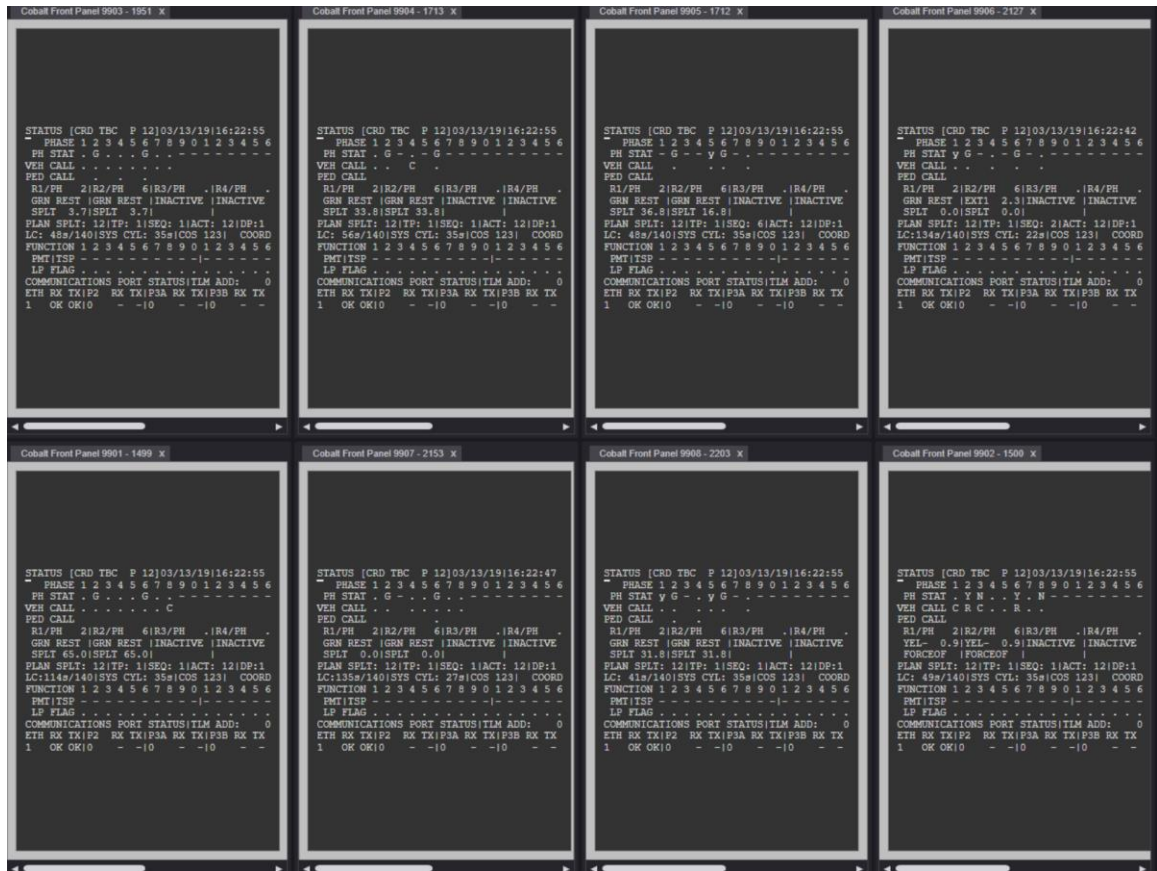 Cobalt Front Panel 9903 - 1951 x
STATUS [CRD TBC P 12]03/13/19|16:22:55
PHASE 1 2 3 4 5 6 7 8 9 0 1 2 3 4 5 6
PH STAT . G . . . G . . - - - - - - - -
VEH CALL . . . . . . . .
PED CALL . . . .
R1/PH 2|R2/PH 6|R3/PH .|R4/PH .
GRN REST |GRN REST |INACTIVE |INACTIVE
SPLT 3.7|SPLT 3.7| |
PLAN SPLT: 12|TP: 1|SEQ: 1|ACT: 12|DP:1
LC: 48s/140|SYS CYL: 35s|COS 123| COORD
FUNCTION 1 2 3 4 5 6 7 8 9 0 1 2 3 4 5 6
PMT|TSP - - - - - - - - - -|- - - - - -
LP FLAG . . . . . . . . . . . . . . . .
COMMUNICATIONS PORT STATUS|TLM ADD: 0
ETH RX TX|P2 RX TX|P3A RX TX|P3B RX TX
1 OK OK|0 - -|0 - -|0 - -
Cobalt Front Panel 9904 - 1713 x
STATUS [CRD TBC P 12]03/13/19|16:22:55
PHASE 1 2 3 4 5 6 7 8 9 0 1 2 3 4 5 6
PH STAT . G - . - G - - - - - - - - - -
VEH CALL . . C .
PED CALL . . .
R1/PH 2|R2/PH 6|R3/PH .|R4/PH .
GRN REST |GRN REST |INACTIVE |INACTIVE
SPLT 33.8|SPLT 33.8| |
PLAN SPLT: 12|TP: 1|SEQ: 1|ACT: 12|DP:1
LC: 56s/140|SYS CYL: 35s|COS 123| COORD
FUNCTION 1 2 3 4 5 6 7 8 9 0 1 2 3 4 5 6
PMT|TSP - - - - - - - - - -|- - - - - -
LP FLAG . . . . . . . . . . . . . . . .
COMMUNICATIONS PORT STATUS|TLM ADD: 0
ETH RX TX|P2 RX TX|P3A RX TX|P3B RX TX
1 OK OK|0 - -|0 - -|0 - -
Cobalt Front Panel 9905 - 1712 x
STATUS [CRD TBC P 12]03/13/19|16:22:55
PHASE 1 2 3 4 5 6 7 8 9 0 1 2 3 4 5 6
PH STAT - G - - y G - - - - - - - - - -
VEH CALL . . . .
PED CALL . . .
R1/PH 2|R2/PH 6|R3/PH .|R4/PH .
GRN REST |GRN REST |INACTIVE |INACTIVE
SPLT 36.8|SPLT 16.8| |
PLAN SPLT: 12|TP: 1|SEQ: 6|ACT: 12|DP:1
LC: 48s/140|SYS CYL: 35s|COS 123| COORD
FUNCTION 1 2 3 4 5 6 7 8 9 0 1 2 3 4 5 6
PMT|TSP - - - - - - - - - -|- - - - - -
LP FLAG . . . . . . . . . . . . . . . .
COMMUNICATIONS PORT STATUS|TLM ADD: 0
ETH RX TX|P2 RX TX|P3A RX TX|P3B RX TX
1 OK OK|0 - -|0 - -|0 - -
Cobalt Front Panel 9906 - 2127 x
STATUS [CRD TBC P 12]03/13/19|16:22:42
PHASE 1 2 3 4 5 6 7 8 9 0 1 2 3 4 5 6
PH STAT y G - . - G - - - - - - - - - -
VEH CALL . . . .
PED CALL . . .
R1/PH 2|R2/PH 6|R3/PH .|R4/PH .
GRN REST |EXT1 2.3|INACTIVE |INACTIVE
SPLT 0.0|SPLT 0.0| |
PLAN SPLT: 12|TP: 1|SEQ: 2|ACT: 12|DP:1
LC:134s/140|SYS CYL: 22s|COS 123| COORD
FUNCTION 1 2 3 4 5 6 7 8 9 0 1 2 3 4 5 6
PMT|TSP - - - - - - - - - -|- - - - - -
LP FLAG . . . . . . . . . . . . . . . .
COMMUNICATIONS PORT STATUS|TLM ADD: 0
ETH RX TX|P2 RX TX|P3A RX TX|P3B RX TX
1 OK OK|0 - -|0 - -|0 - -
Cobalt Front Panel 9901 - 1499 x
STATUS [CRD TBC P 12]03/13/19|16:22:55
PHASE 1 2 3 4 5 6 7 8 9 0 1 2 3 4 5 6
PH STAT . G . . . G . . - - - - - - - -
VEH CALL . . . . . . . C
PED CALL
R1/PH 2|R2/PH 6|R3/PH .|R4/PH .
GRN REST |GRN REST |INACTIVE |INACTIVE
SPLT 65.0|SPLT 65.0| |
PLAN SPLT: 12|TP: 1|SEQ: 1|ACT: 12|DP:1
LC:114s/140|SYS CYL: 35s|COS 123| COORD
FUNCTION 1 2 3 4 5 6 7 8 9 0 1 2 3 4 5 6
PMT|TSP - - - - - - - - - -|- - - - - -
LP FLAG . . . . . . . . . . . . . . . .
COMMUNICATIONS PORT STATUS|TLM ADD: 0
ETH RX TX|P2 RX TX|P3A RX TX|P3B RX TX
1 OK OK|0 - -|0 - -|0 - -
Cobalt Front Panel 9907 - 2153 x
STATUS [CRD TBC P 12]03/13/19|16:22:47
PHASE 1 2 3 4 5 6 7 8 9 0 1 2 3 4 5 6
PH STAT . G - - . G . . - - - - - - - -
VEH CALL . . . . . .
PED CALL
R1/PH 2|R2/PH 6|R3/PH .|R4/PH .
GRN REST |GRN REST |INACTIVE |INACTIVE
SPLT 0.0|SPLT 0.0| |
PLAN SPLT: 12|TP: 1|SEQ: 1|ACT: 12|DP:1
LC:135s/140|SYS CYL: 27s|COS 123| COORD
FUNCTION 1 2 3 4 5 6 7 8 9 0 1 2 3 4 5 6
PMT|TSP - - - - - - - - - -|- - - - - -
LP FLAG . . . . . . . . . . . . . . . .
COMMUNICATIONS PORT STATUS|TLM ADD: 0
ETH RX TX|P2 RX TX|P3A RX TX|P3B RX TX
1 OK OK|0 - -|0 - -|0 - -
Cobalt Front Panel 9908 - 2203 x
STATUS [CRD TBC P 12]03/13/19|16:22:55
PHASE 1 2 3 4 5 6 7 8 9 0 1 2 3 4 5 6
PH STAT y G - . y G - . - - - - - - - -
VEH CALL . . . . . .
PED CALL
R1/PH 2|R2/PH 6|R3/PH .|R4/PH .
GRN REST |GRN REST |INACTIVE |INACTIVE
SPLT 31.8|SPLT 31.8| |
PLAN SPLT: 12|TP: 1|SEQ: 1|ACT: 12|DP:1
LC: 41s/140|SYS CYL: 35s|COS 123| COORD
FUNCTION 1 2 3 4 5 6 7 8 9 0 1 2 3 4 5 6
PMT|TSP - - - - - - - - - -|- - - - - -
LP FLAG . . . . . . . . . . . . . . . .
COMMUNICATIONS PORT STATUS|TLM ADD: 0
ETH RX TX|P2 RX TX|P3A RX TX|P3B RX TX
1 OK OK|0 - -|0 - -|0 - -
Cobalt Front Panel 9902 - 1500 x
STATUS [CRD TBC P 12]03/13/19|16:22:55
PHASE 1 2 3 4 5 6 7 8 9 0 1 2 3 4 5 6
PH STAT . Y N . . Y . N - - - - - - - -
VEH CALL C R C . . R . .
PED CALL
R1/PH 2|R2/PH 6|R3/PH .|R4/PH .
YEL- 0.9|YEL- 0.9|INACTIVE |INACTIVE
FORCEOF |FORCEOF | |
PLAN SPLT: 12|TP: 1|SEQ: 1|ACT: 12|DP:1
LC: 49s/140|SYS CYL: 35s|COS 123| COORD
FUNCTION 1 2 3 4 5 6 7 8 9 0 1 2 3 4 5 6
PMT|TSP - - - - - - - - - -|- - - - - -
LP FLAG . . . . . . . . . . . . . . . .
COMMUNICATIONS PORT STATUS|TLM ADD: 0
ETH RX TX|P2 RX TX|P3A RX TX|P3B RX TX
1 OK OK|0 - -|0 - -|0 - -